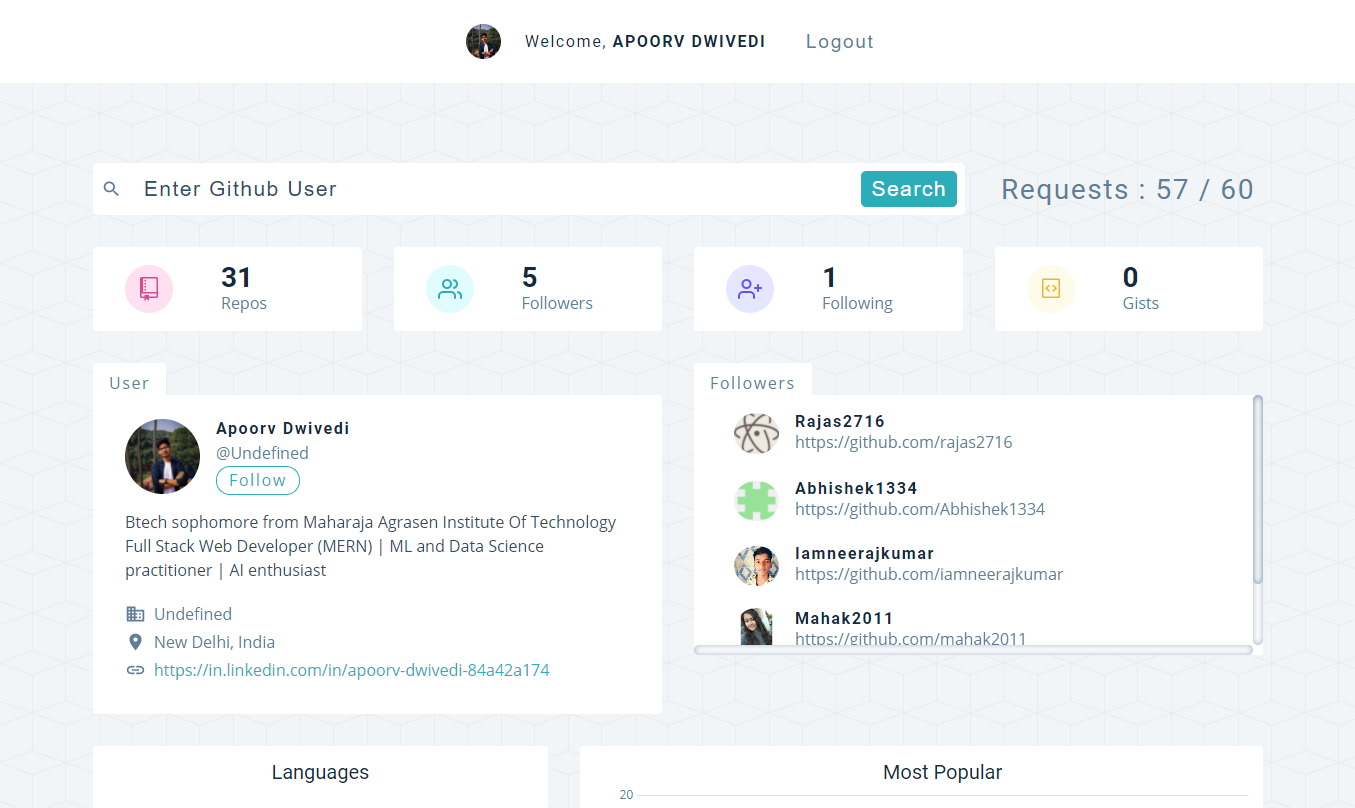 Welcome, APOORV DWIVEDI Logout
Enter Github User Search Requests : 57 / 60
31
Repos
5
Followers
1
Following
0
Gists
User
Apoorv Dwivedi
@Undefined
Follow
Btech sophomore from Maharaja Agrasen Institute Of Technology
Full Stack Web Developer (MERN) | ML and Data Science
practitioner | AI enthusiast
Undefined
New Delhi, India
https://in.linkedin.com/in/apoorv-dwivedi-84a42a174
Followers
Rajas2716
https://github.com/rajas2716
Abhishek1334
https://github.com/Abhishek1334
Iamneerajkumar
https://github.com/iamneerajkumar
Mahak2011
https://github.com/mahak2011
Languages
Most Popular
20